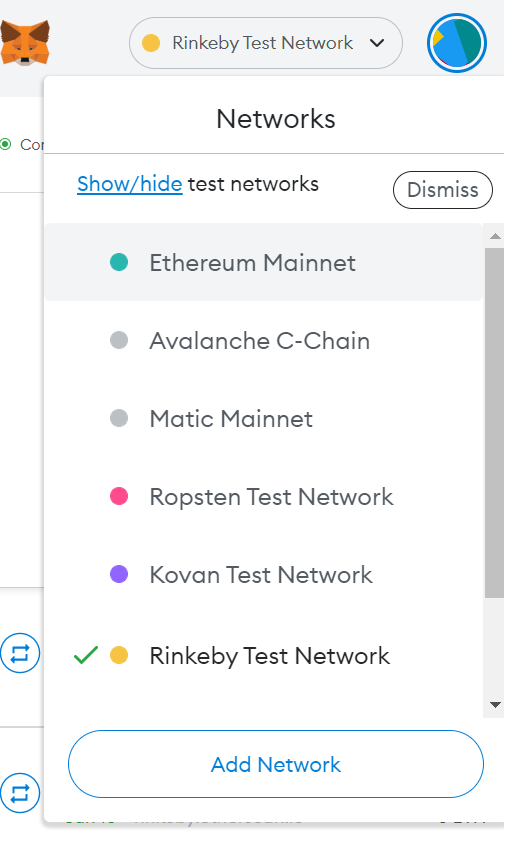 Rinkeby Test Network
Networks
Show/hide test networks
Dismiss
Ethereum Mainnet
Avalanche C-Chain
Matic Mainnet
Ropsten Test Network
Kovan Test Network
Rinkeby Test Network
Add Network